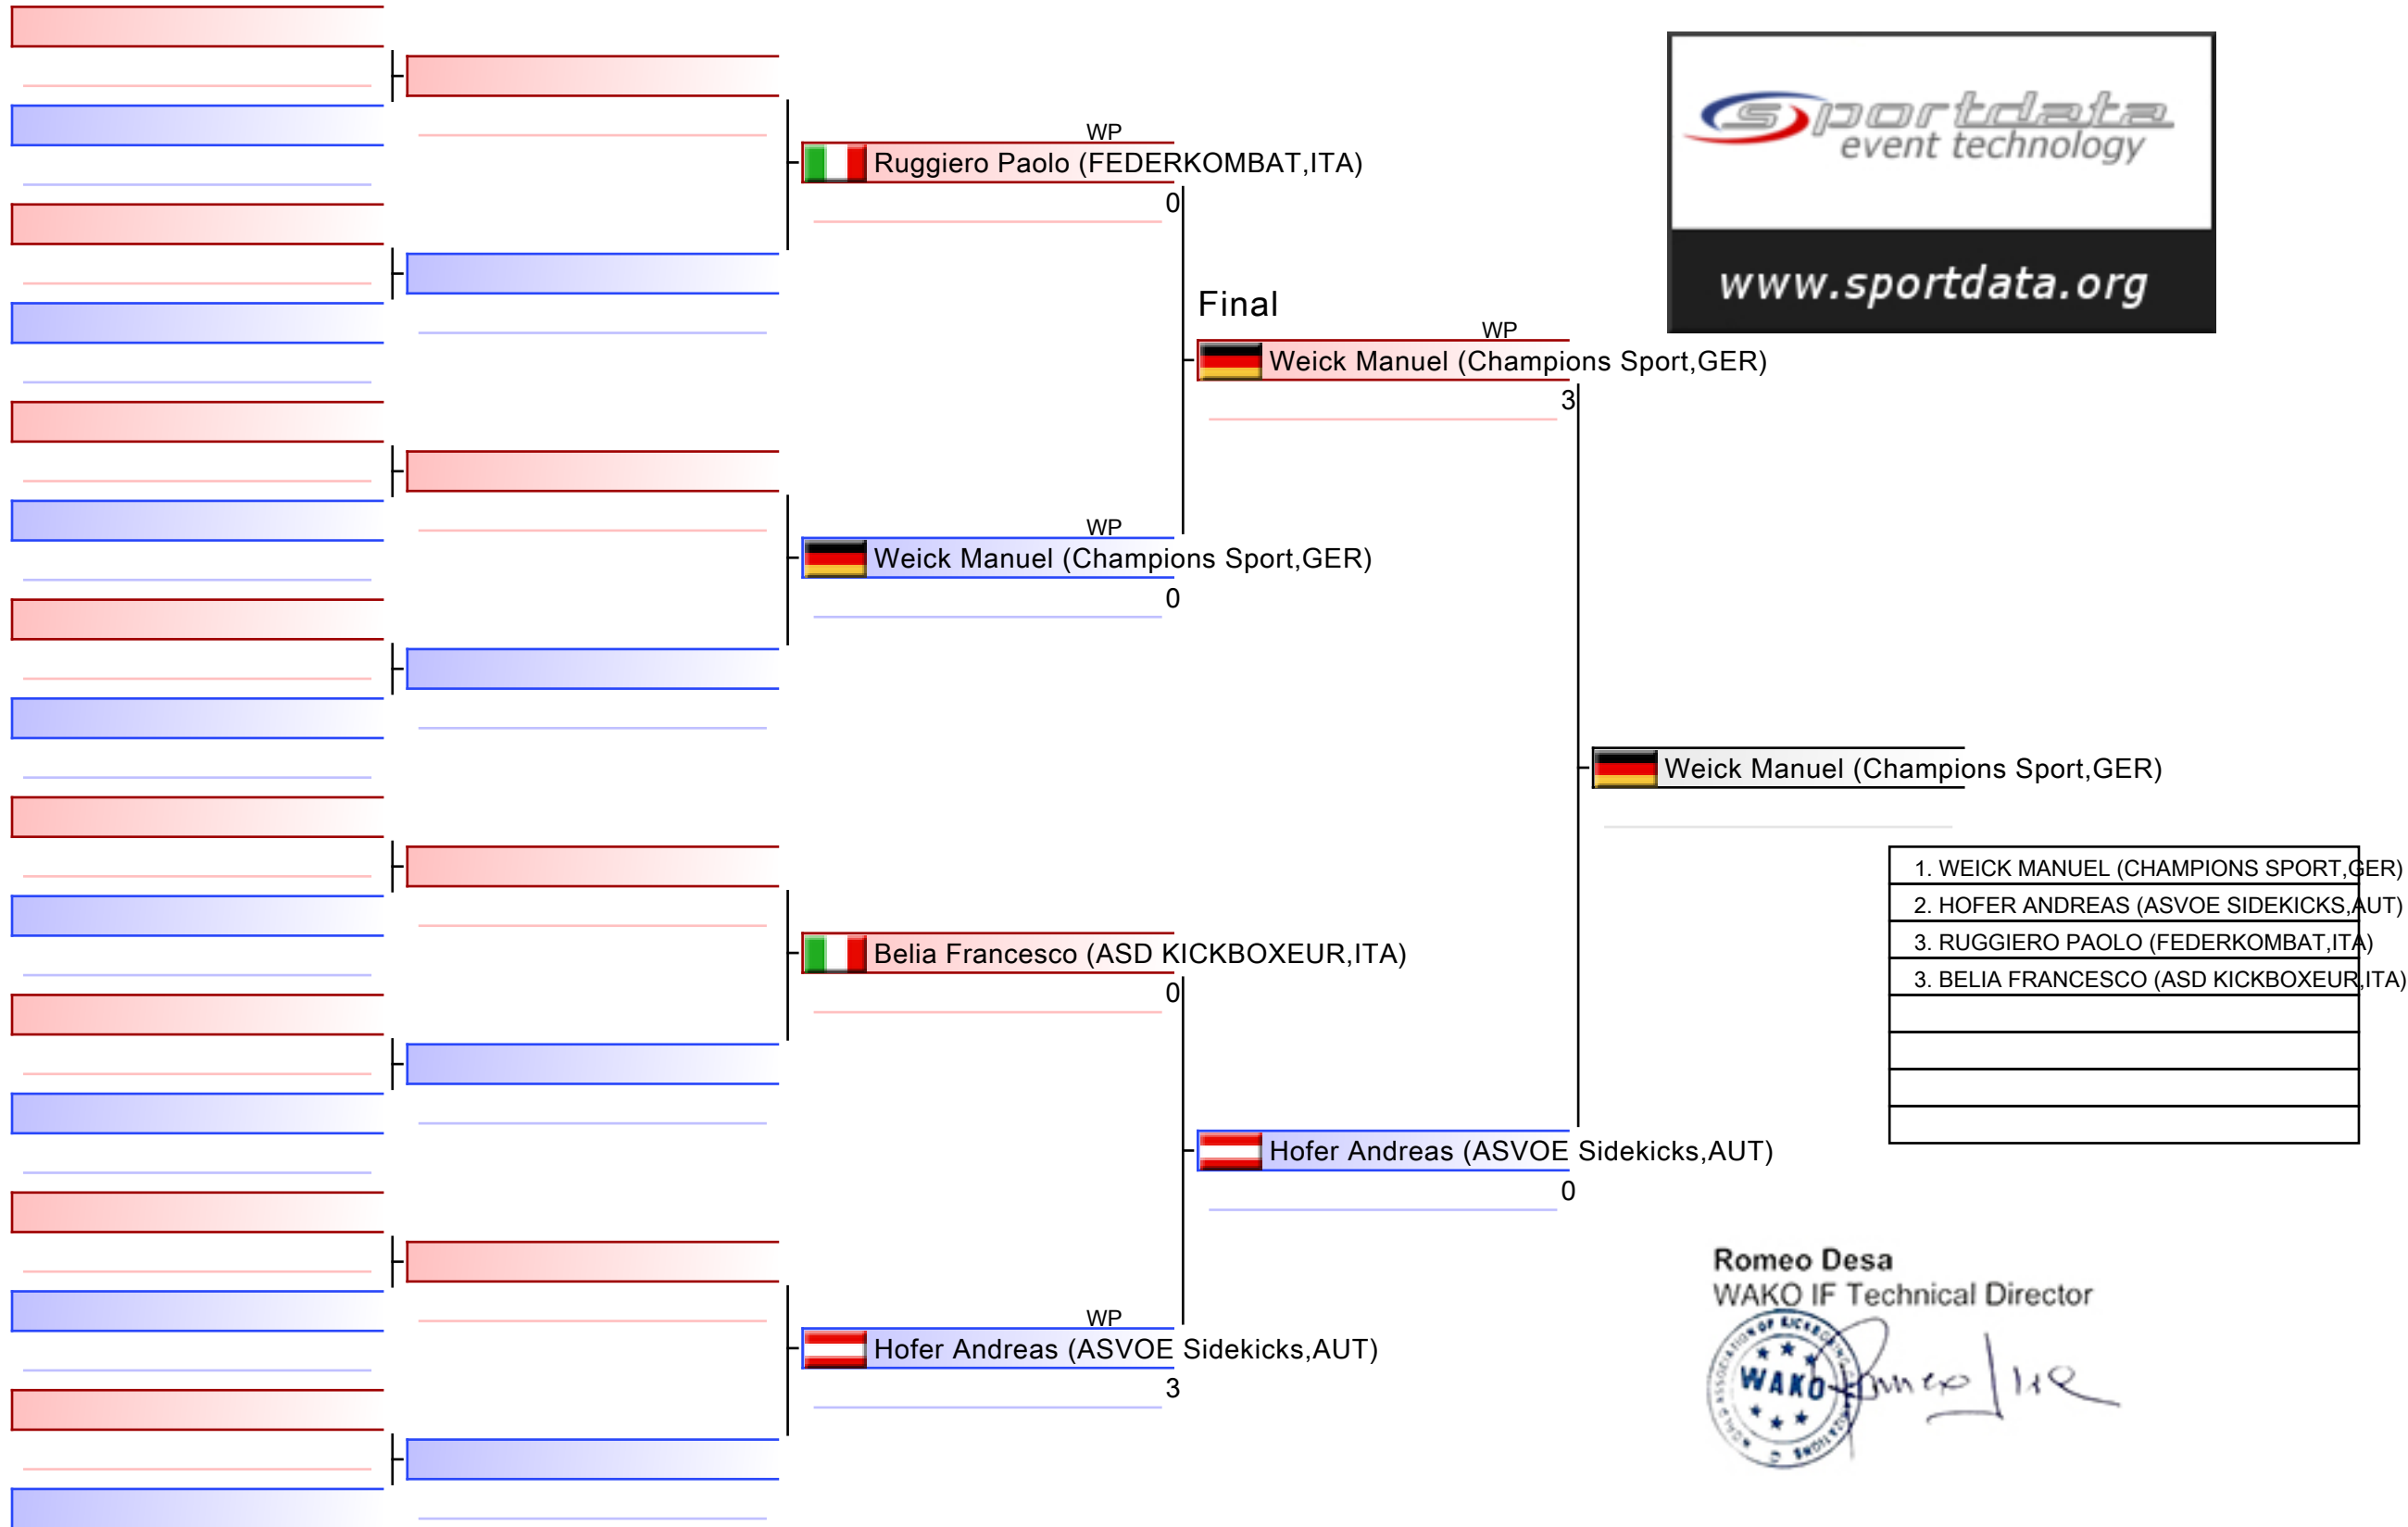 WP
Ruggiero Paolo (FEDERKOMBAT,ITA)
0
WP
Weick Manuel (Champions Sport,GER)
0
Belia Francesco (ASD KICKBOXEUR,ITA)
0
WP
Hofer Andreas (ASVOE Sidekicks,AUT)
3
Final
WP
Weick Manuel (Champions Sport,GER)
3
Hofer Andreas (ASVOE Sidekicks,AUT)
0
Weick Manuel (Champions Sport,GER)
sportdata
event technology
www.sportdata.org
1. WEICK MANUEL (CHAMPIONS SPORT,GER)
2. HOFER ANDREAS (ASVOE SIDEKICKS,AUT)
3. RUGGIERO PAOLO (FEDERKOMBAT,ITA)
3. BELIA FRANCESCO (ASD KICKBOXEUR,ITA)
Romeo Desa
WAKO IF Technical Director
WAKO